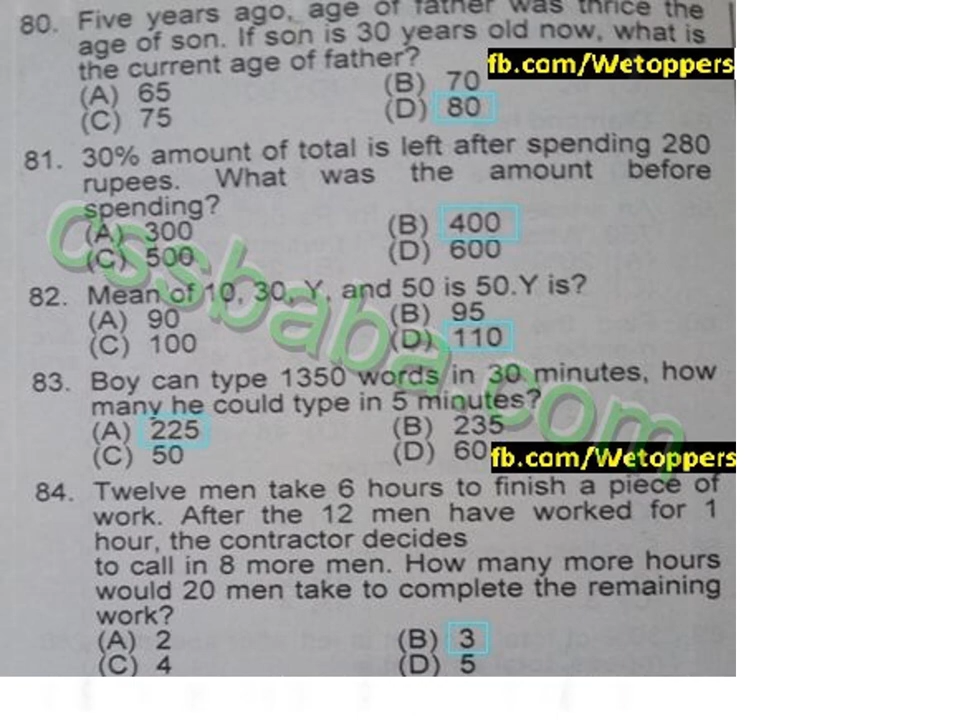 80. Five years ago, age of father was thrice the
age of son. If son is 30 years old now, what is
the current age of father?
fb.com/Wetoppers
(A) 65 (B) 70
(C) 75 (D) 80
81. 30% amount of total is left after spending 280
rupees. What was the amount before
spending?
(A) 300 (B) 400
(C) 500 (D) 600
82. Mean of 10, 30, Y, and 50 is 50.Y is?
(A) 90 (B) 95
(C) 100 (D) 110
83. Boy can type 1350 words in 30 minutes, how
many he could type in 5 minutes?
(A) 225 (B) 235
(C) 50 (D) 60
fb.com/Wetoppers
84. Twelve men take 6 hours to finish a piece of
work. After the 12 men have worked for 1
hour, the contractor decides
to call in 8 more men. How many more hours
would 20 men take to complete the remaining
work?
(A) 2 (B) 3
(C) 4 (D) 5
cssbaba.com